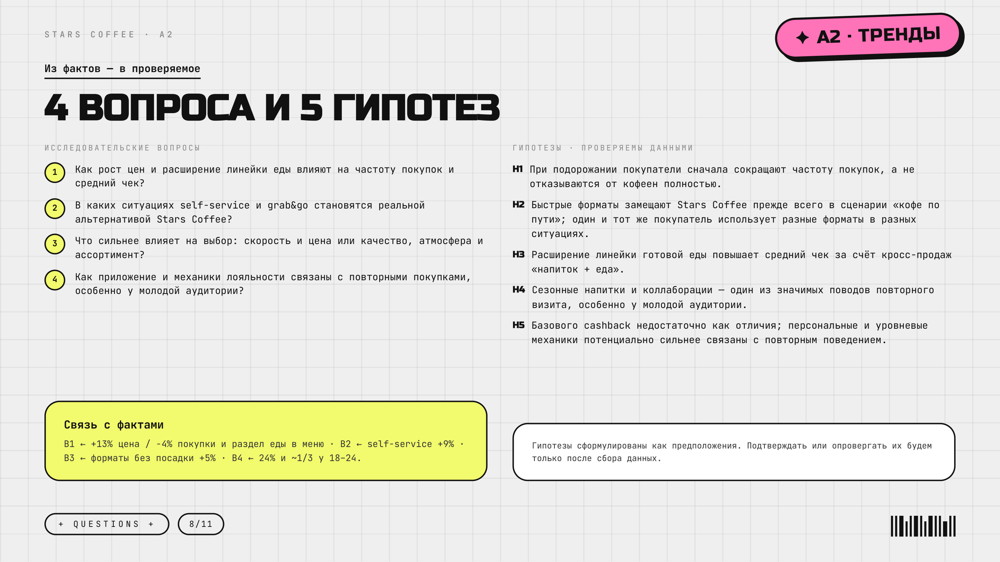 STARS COFFEE · A2
✦ A2 · ТРЕНДЫ
Из фактов — в проверяемое
4 ВОПРОСА И 5 ГИПОТЕЗ
ИССЛЕДОВАТЕЛЬСКИЕ ВОПРОСЫ
1 Как рост цен и расширение линейки еды влияют на частоту покупок и
средний чек?
2 В каких ситуациях self-service и grab&go становятся реальной
альтернативой Stars Coffee?
3 Что сильнее влияет на выбор: скорость и цена или качество, атмосфера и
ассортимент?
4 Как приложение и механики лояльности связаны с повторными покупками,
особенно у молодой аудитории?
ГИПОТЕЗЫ · ПРОВЕРЯЕМЫ ДАННЫМИ
H1 При подорожании покупатели сначала сокращают частоту покупок, а не
отказываются от кофеен полностью.
H2 Быстрые форматы замещают Stars Coffee прежде всего в сценарии «кофе по
пути»; один и тот же покупатель использует разные форматы в разных
ситуациях.
H3 Расширение линейки готовой еды повышает средний чек за счёт кросс-продаж
«напиток + еда».
H4 Сезонные напитки и коллаборации — один из значимых поводов повторного
визита, особенно у молодой аудитории.
H5 Базового cashback недостаточно как отличия; персональные и уровневые
механики потенциально сильнее связаны с повторным поведением.
Связь с фактами
В1 ← +13% цена / -4% покупки и раздел еды в меню · В2 ← self-service +9% ·
В3 ← форматы без посадки +5% · В4 ← 24% и ~1/3 у 18–24.
Гипотезы сформулированы как предположения. Подтверждать или опровергать их будем
только после сбора данных.
+ QUESTIONS +
8/11